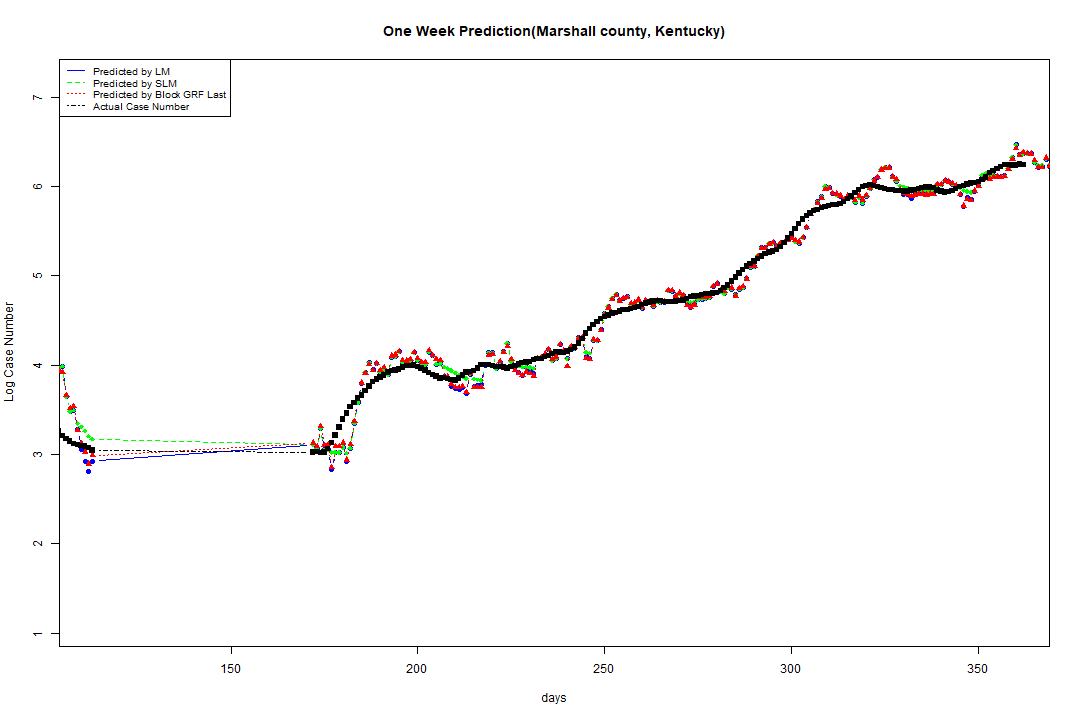 One Week Prediction(Marshall county, Kentucky)
Predicted by LM
Predicted by SLM
Predicted by Block GRF Last
Actual Case Number
7
6
5
4
3
2
1
Log Case Number
150 200 250 300 350
days